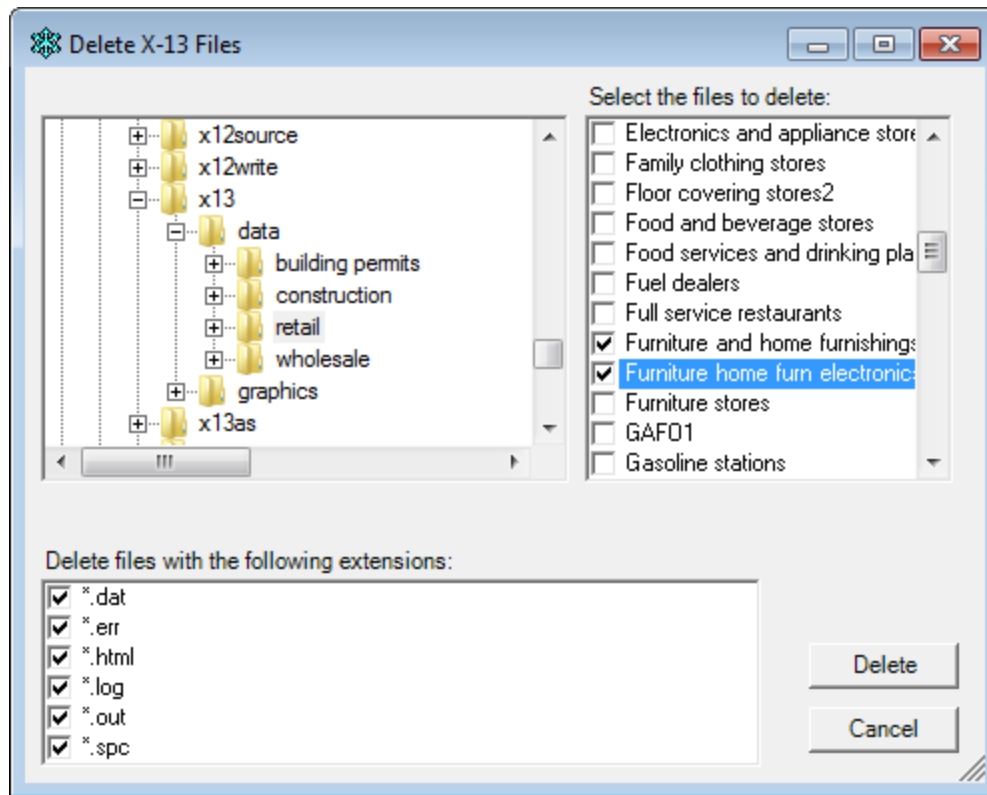 Delete X-13 Files
Select the files to delete:
x12source
x12write
x13
data
building permits
construction
retail
wholesale
graphics
x13as
Electronics and appliance store
Family clothing stores
Floor covering stores2
Food and beverage stores
Food services and drinking pla
Fuel dealers
Full service restaurants
Furniture and home furnishings
Furniture home furn electronics
Furniture stores
GAFO1
Gasoline stations
Delete files with the following extensions:
*.dat
*.err
*.html
*.log
*.out
*.spc
Delete
Cancel